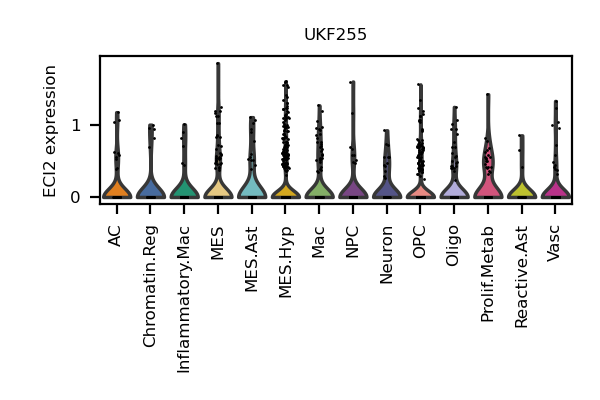 UKF255
ECI2 expression
1
0
AC
Chromatin.Reg
Inflammatory.Mac
MES
MES.Ast
MES.Hyp
Mac
NPC
Neuron
OPC
Oligo
Prolif.Metab
Reactive.Ast
Vasc